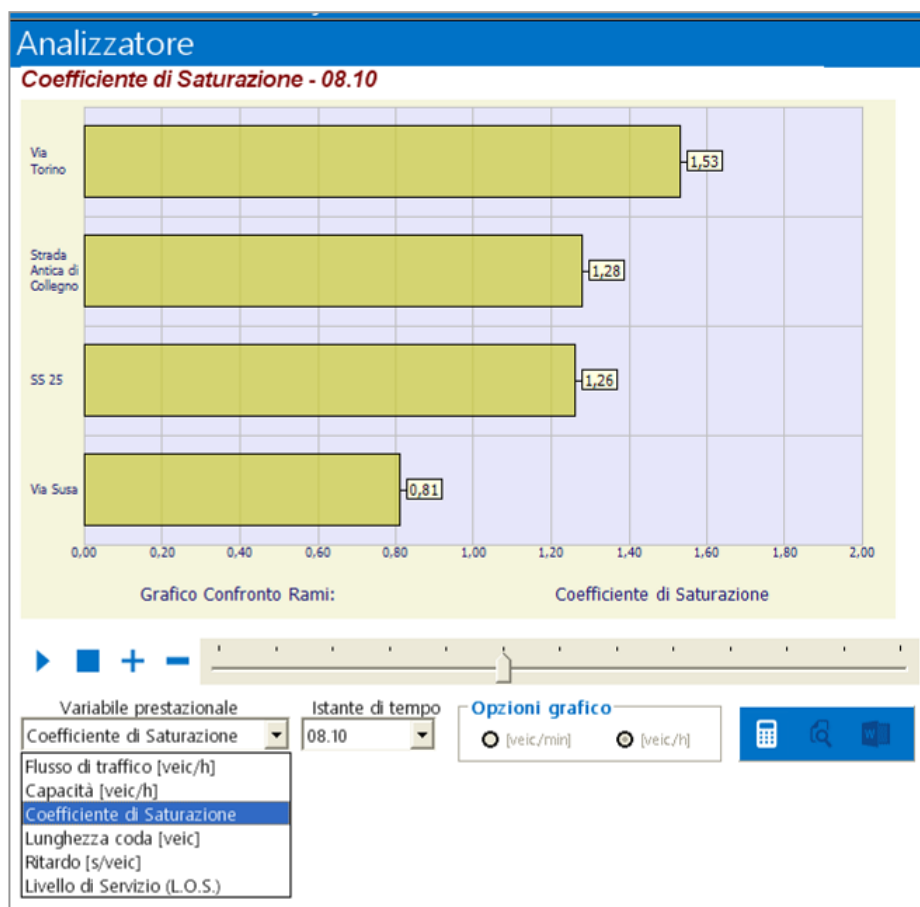 Analizzatore
Coefficiente di Saturazione - 08.10
Via
Torino
1,53
Strada
Antica di
Collegno
1,28
SS 25
1,26
Via Susa
0,81
0,00 0,20 0,40 0,60 0,80 1,00 1,20 1,40 1,60 1,80 2,00
Grafico Confronto Rami: Coefficiente di Saturazione
Variabile prestazionale Istante di tempo Opzioni grafico
Coefficiente di Saturazione 08.10 [veic./min] [veic./h]
Flusso di traffico [veic/h]
Capacità [veic/h]
Coefficiente di Saturazione
Lunghezza coda [veic]
Ritardo [s/veic]
Livello di Servizio (L.O.S.)